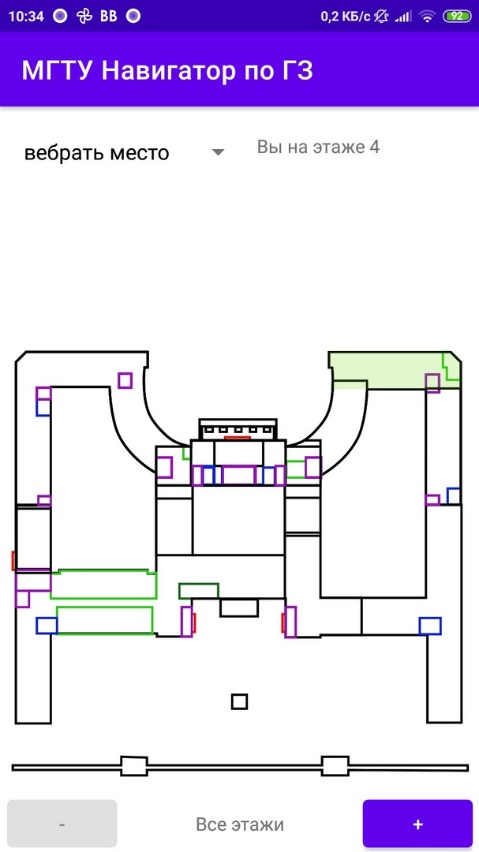 10:34 BB 0,2 КБ/с 92
МГТУ Навигатор по ГЗ
вебрать место
Вы на этаже 4
- Все этажи +